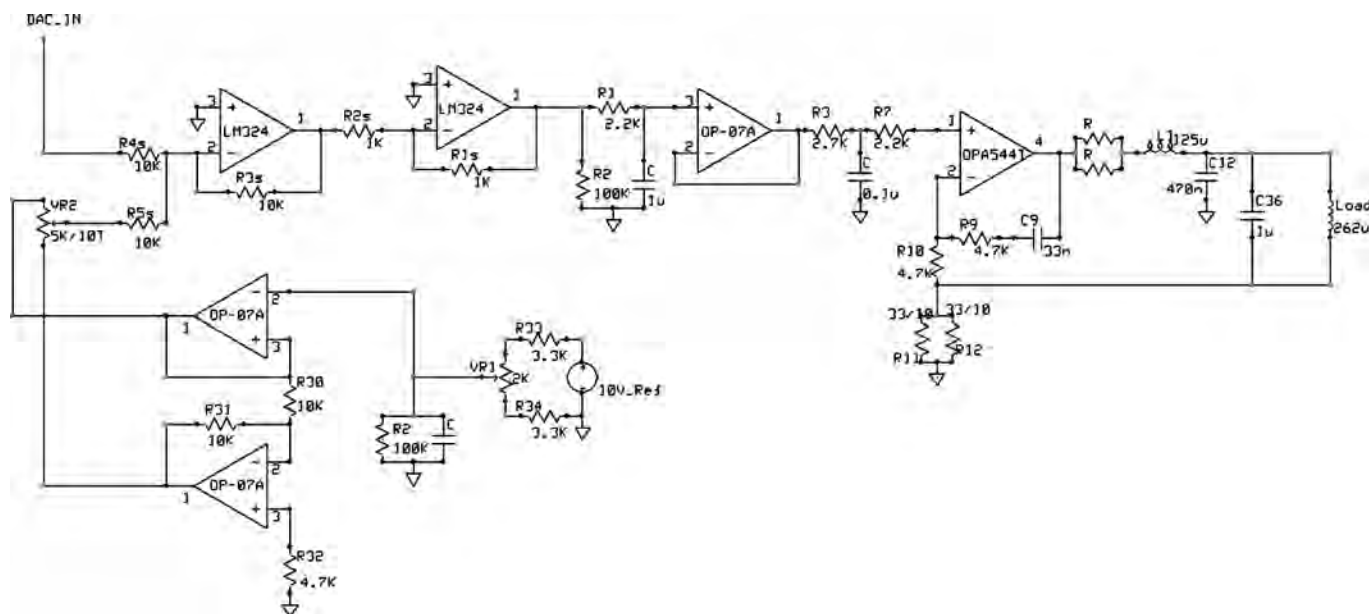 DAC_IN
3
+
LM324
1
2
-
R4s
10K
R3s
10K
R2s
1K
3
+
LM324
1
2
-
R1s
1K
R1
2.2K
R2
100K
C
1u
3
+
OP-07A
1
2
-
R3
2.7K
R7
2.2K
C
0.1u
1
+
OPA544T
4
2
-
R
R
L1
125u
C12
470n
C36
1u
Load
262u
R9
4.7K
C9
33n
R10
4.7K
33/10
33/10
R11
R12
VR2
5K/10T
R5s
10K
OP-07A
-
2
1
+
3
R30
10K
R31
10K
OP-07A
-
2
1
+
3
R32
4.7K
R2
100K
C
VR1
2K
R33
3.3K
R34
3.3K
10V_Ref